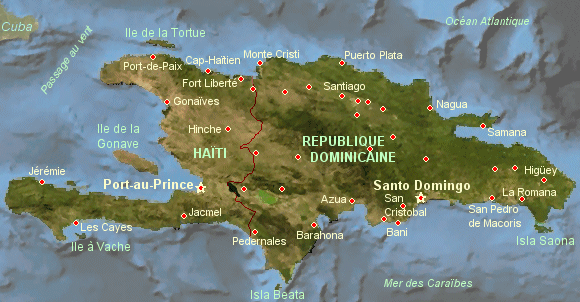 Océan Atlantique
Cuba
Ile de la Tortue
Passage au vent
Monte Cristi
Puerto Plata
Cap-Haïtien
Port-de-Paix
Fort Liberté
Santiago
Gonaïves
Nagua
Ile de la
Gonave
Hinche
Samana
REPUBLIQUE
DOMINICAINE
HAÏTI
Jérémie
Higüey
Port-au-Prince
Santo Domingo
La Romana
Azua
San
Cristobal
San Pedro
de Macoris
Jacmel
Les Cayes
Bani
Pedernales
Barahona
Ile à Vache
Isla Saona
Mer des Caraïbes
Isla Beata